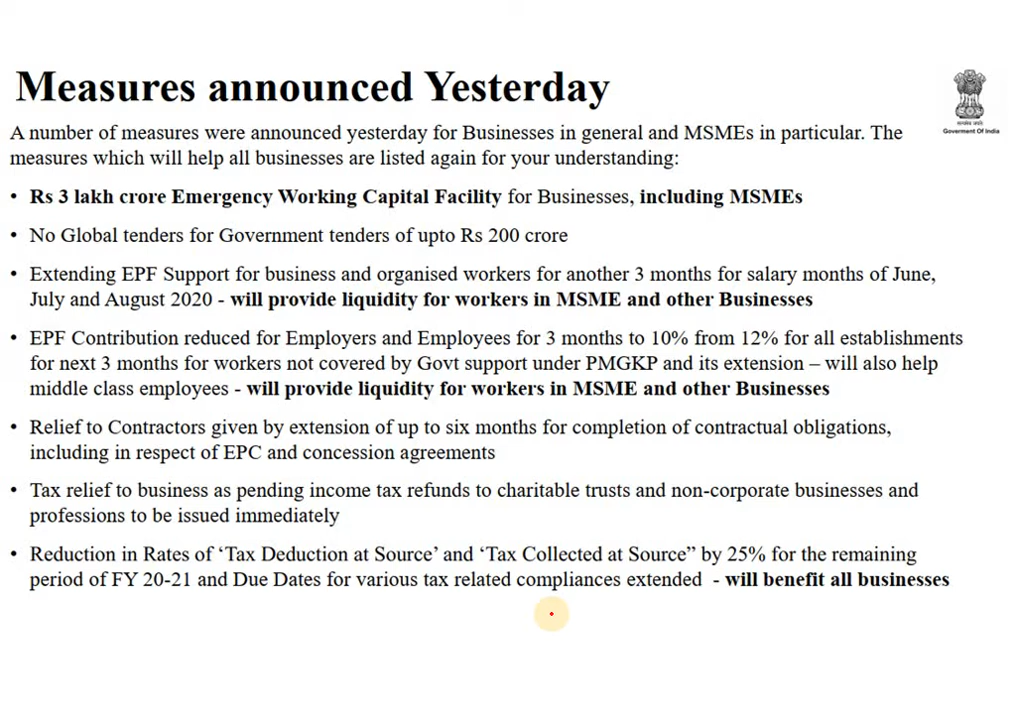 Measures announced Yesterday
Goverment Of India
A number of measures were announced yesterday for Businesses in general and MSMEs in particular. The
measures which will help all businesses are listed again for your understanding:
• Rs 3 lakh crore Emergency Working Capital Facility for Businesses, including MSMEs
• No Global tenders for Government tenders of upto Rs 200 crore
• Extending EPF Support for business and organised workers for another 3 months for salary months of June,
July and August 2020 - will provide liquidity for workers in MSME and other Businesses
• EPF Contribution reduced for Employers and Employees for 3 months to 10% from 12% for all establishments
for next 3 months for workers not covered by Govt support under PMGKP and its extension – will also help
middle class employees - will provide liquidity for workers in MSME and other Businesses
• Relief to Contractors given by extension of up to six months for completion of contractual obligations,
including in respect of EPC and concession agreements
• Tax relief to business as pending income tax refunds to charitable trusts and non-corporate businesses and
professions to be issued immediately
• Reduction in Rates of ‘Tax Deduction at Source’ and ‘Tax Collected at Source” by 25% for the remaining
period of FY 20-21 and Due Dates for various tax related compliances extended - will benefit all businesses